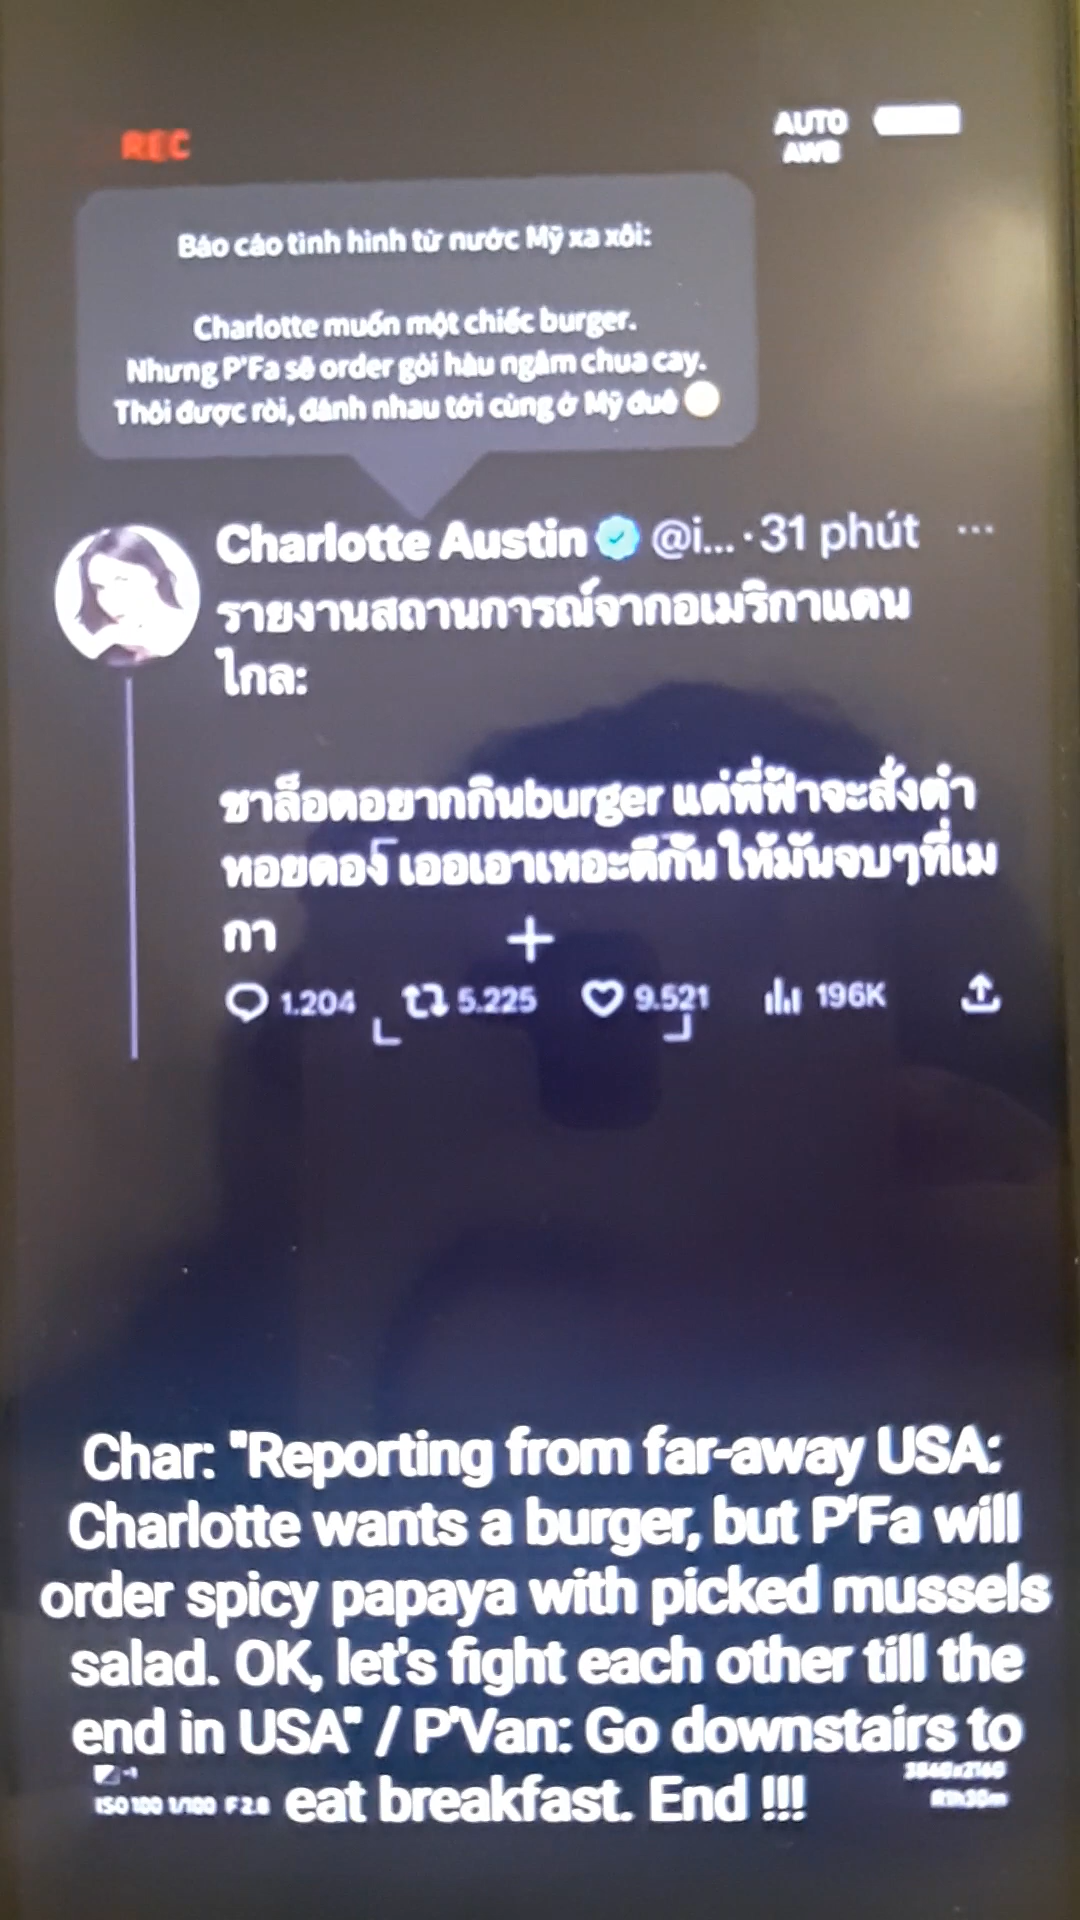 REC
AUTO
AWB
Báo cáo tình hình từ nước Mỹ xa xôi:
Charlotte muốn một chiếc burger.
Nhưng P'Fa sẽ order gỏi hàu ngâm chua cay.
Thôi được rồi, đánh nhau tới cùng ở Mỹ đuê
Charlotte Austin @i... · 31 phút ...
รายงานสถานการณ์จากอเมริกาแดน
ไกล:
ชาล็อตอยากกินburger แต่พี่ฟ้าจะสั่งตำ
หอยดอง เออเอาเทอะตีกันให้มันจบๆที่เม
กา
1.204 5.225 9.521 196K
Char: "Reporting from far-away USA:
Charlotte wants a burger, but P'Fa will
order spicy papaya with picked mussels
salad. OK, let's fight each other till the
end in USA" / P'Van: Go downstairs to
eat breakfast. End !!!
ISO 100 1/100 F2.8
3840x2160
R1h30m